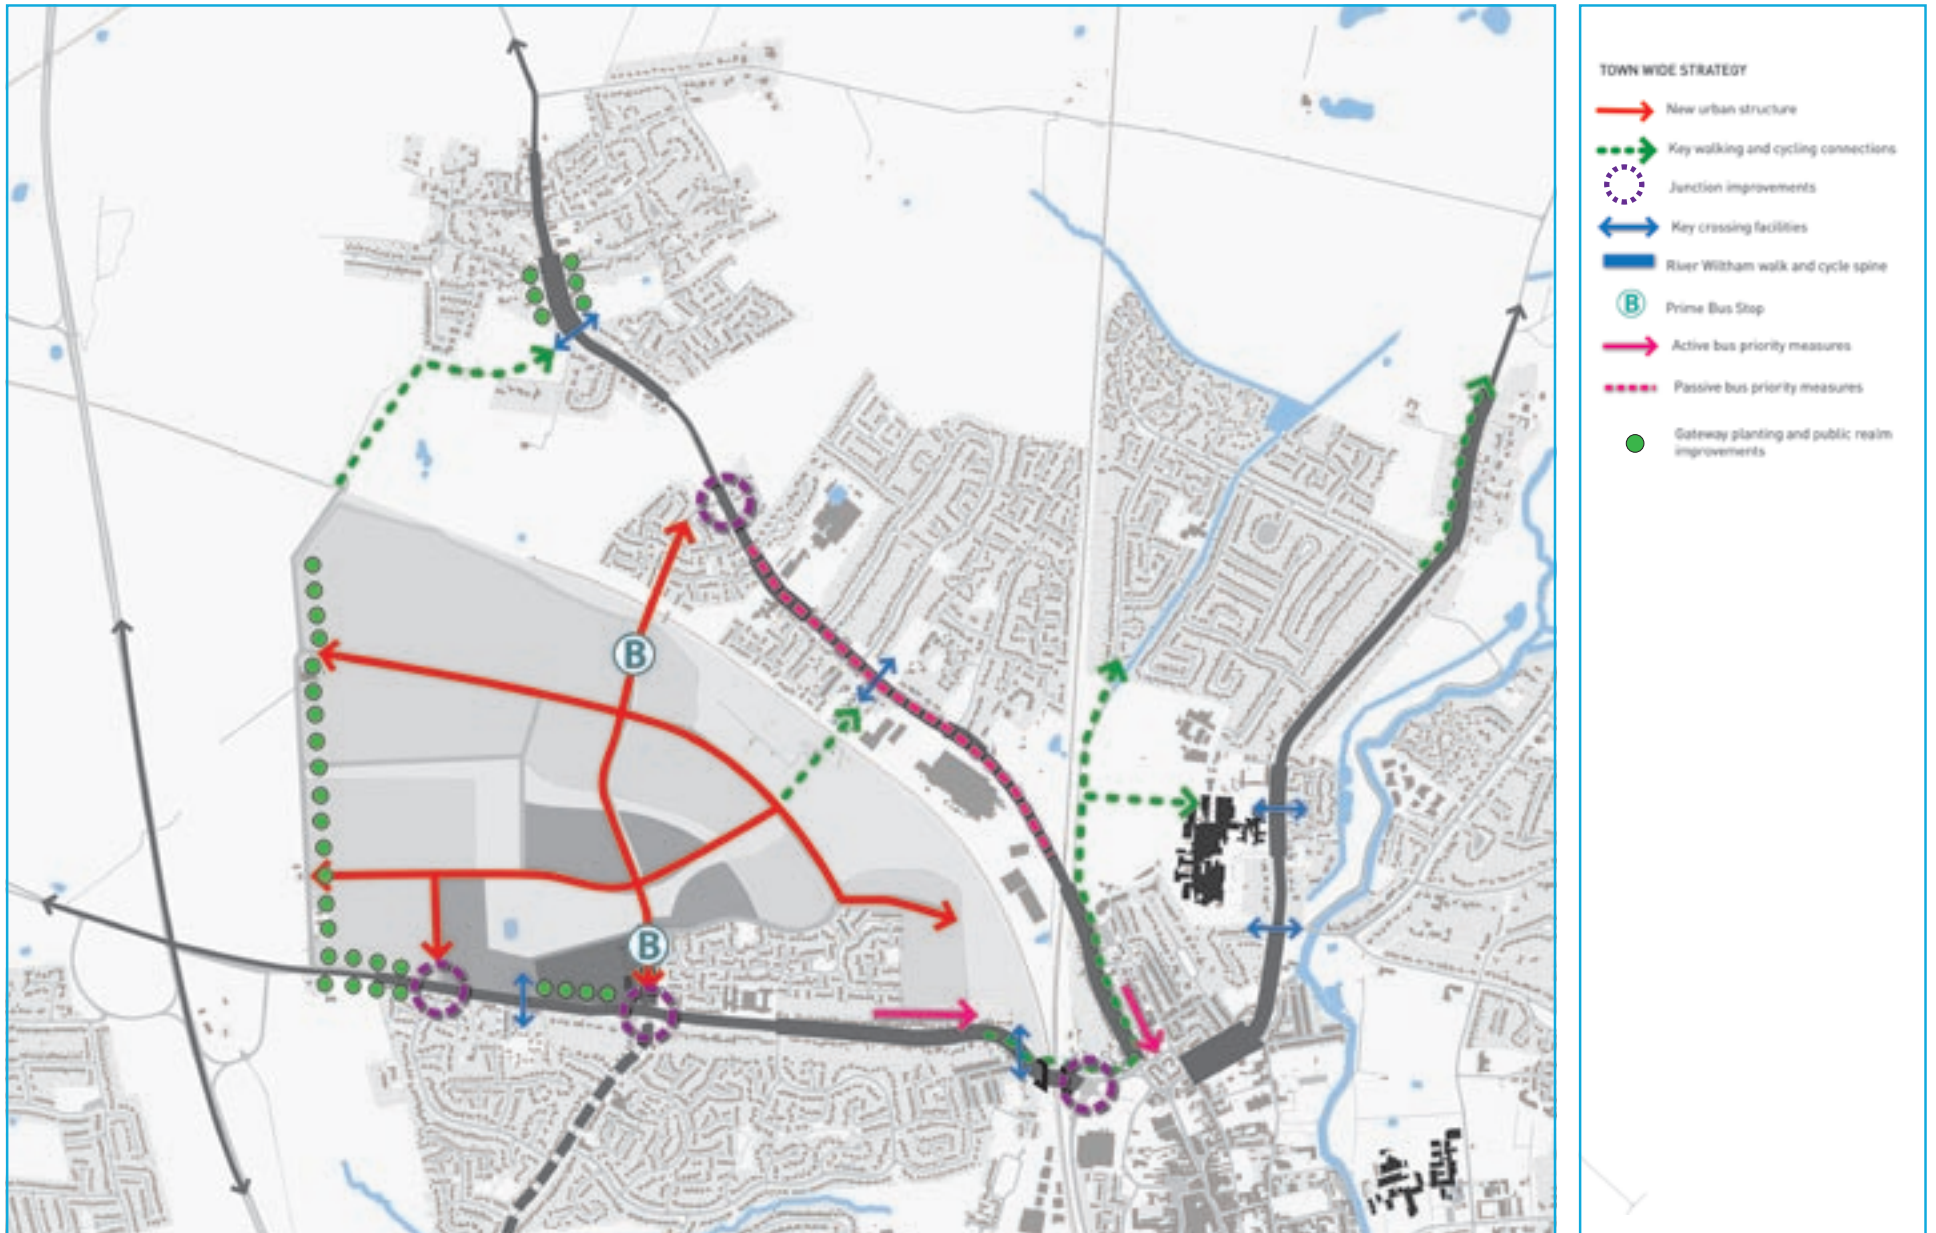 B
B
TOWN WIDE STRATEGY
New urban structure
Key walking and cycling connections
Junction improvements
Key crossing facilities
River Wiltham walk and cycle spine
B
Prime Bus Stop
Active bus priority measures
Passive bus priority measures
Gateway planting and public realm
improvements